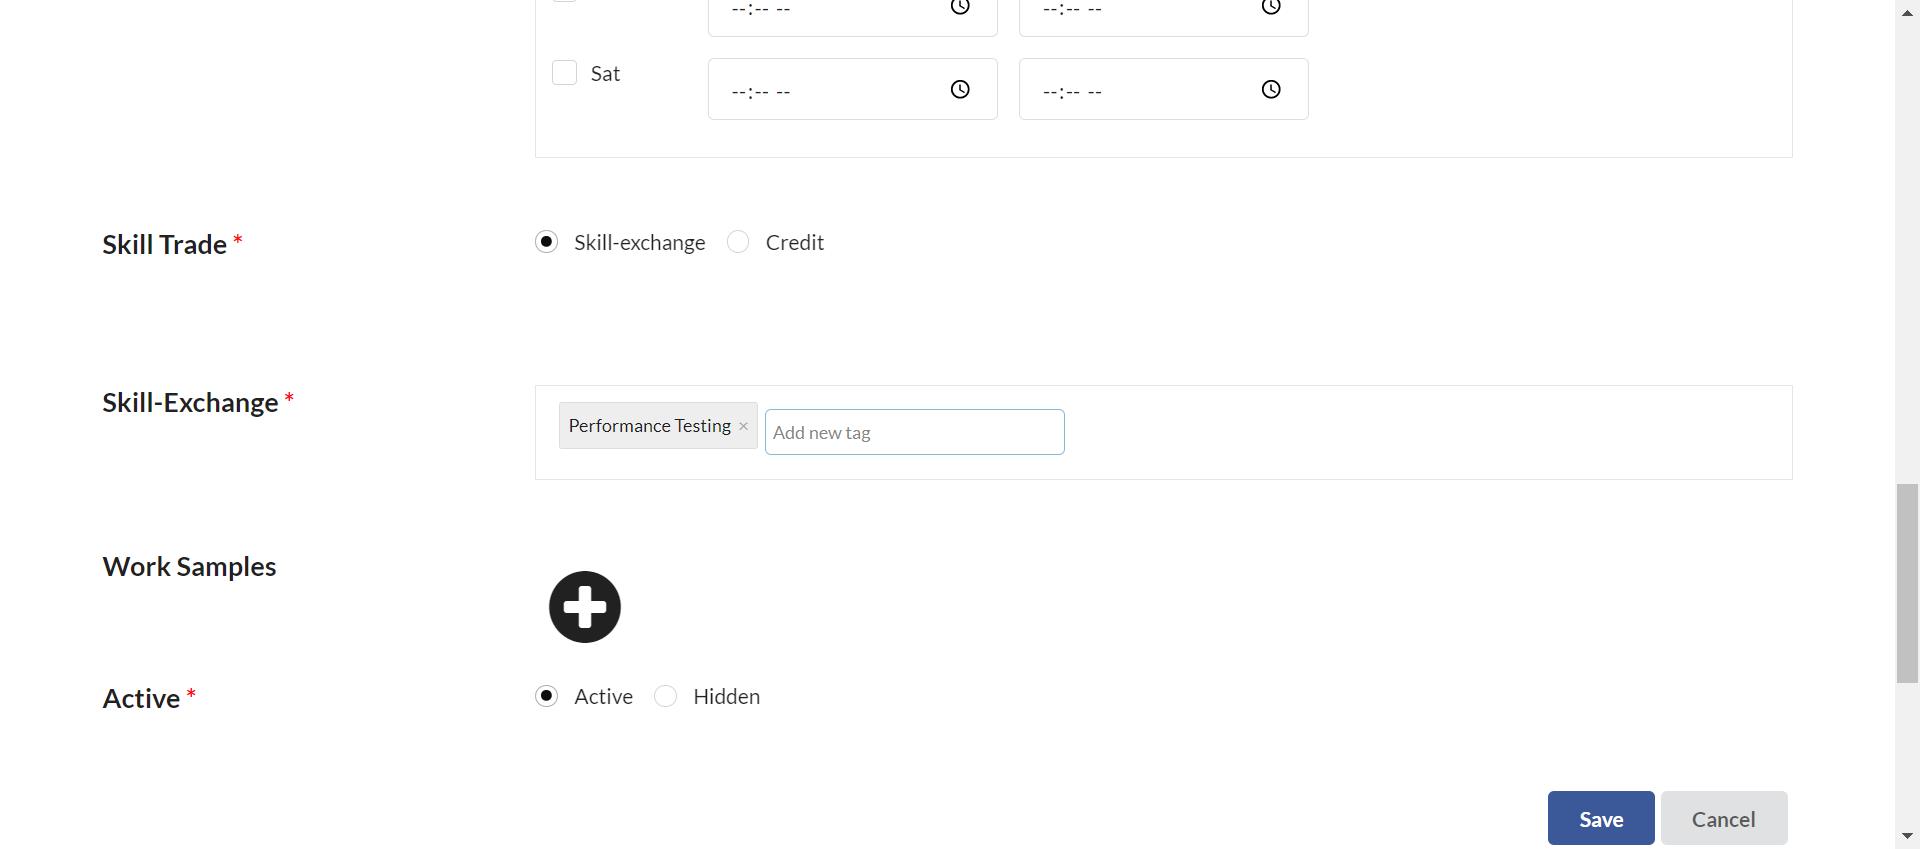 --:-- -- --:-- --
Sat --:-- -- --:-- --
Skill Trade * Skill-exchange Credit
Skill-Exchange * Performance Testing × Add new tag
Work Samples
Active * Active Hidden
Save Cancel